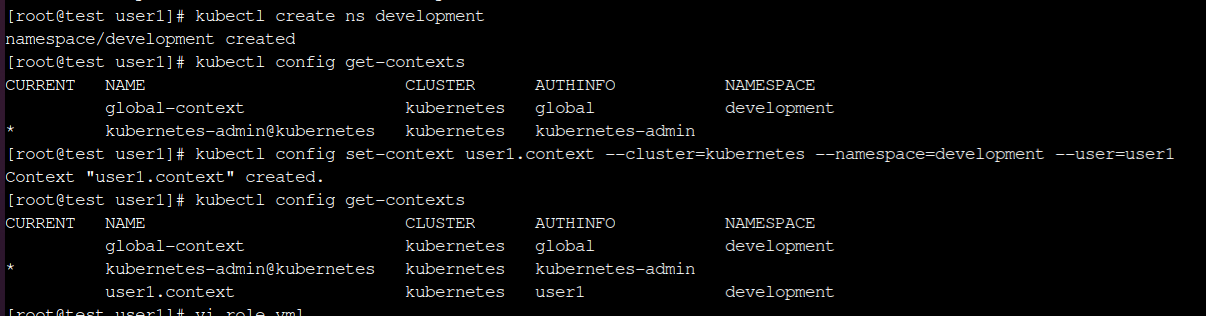 [root@test user1]# kubectl create ns development
namespace/development created
[root@test user1]# kubectl config get-contexts
CURRENT   NAME                          CLUSTER      AUTHINFO           NAMESPACE
          global-context                kubernetes   global             development
*         kubernetes-admin@kubernetes   kubernetes   kubernetes-admin
[root@test user1]# kubectl config set-context user1.context --cluster=kubernetes --namespace=development --user=user1
Context "user1.context" created.
[root@test user1]# kubectl config get-contexts
CURRENT   NAME                          CLUSTER      AUTHINFO           NAMESPACE
          global-context                kubernetes   global             development
*         kubernetes-admin@kubernetes   kubernetes   kubernetes-admin
          user1.context                 kubernetes   user1              development
[root@test user1]# vi role.yml